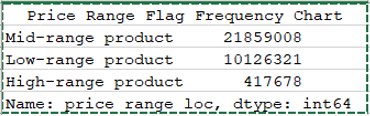 Price Range Flag Frequency Chart
Mid-range product 21859008
Low-range product 10126321
High-range product 417678
Name: price range loc, dtype: int64